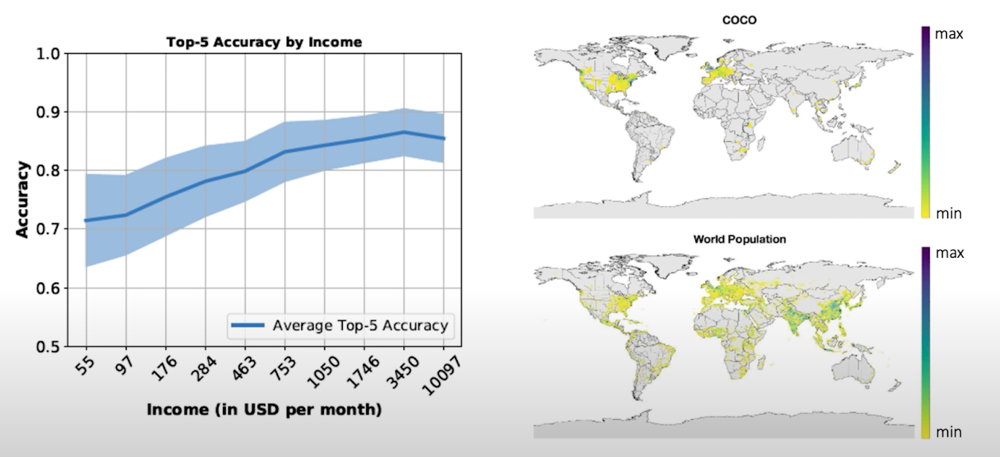 Top-5 Accuracy by Income
Accuracy
1.0
0.9
0.8
0.7
0.6
0.5
Average Top-5 Accuracy
55
97
176
284
463
753
1050
1746
3450
10097
Income (in USD per month)
COCO
max
min
World Population
max
min